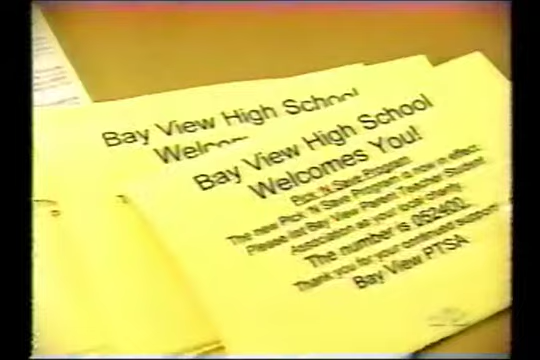 Bay View High School
Welcom
Bay View High School
Welcomes You!
Pick 'N Save Program
The new Pick 'N Save Program is now in effect.
Please list Bay View Parent Teacher Student
Association as your local charity.
The number is 052400.
Thank you for your continued support!
Bay View PTSA